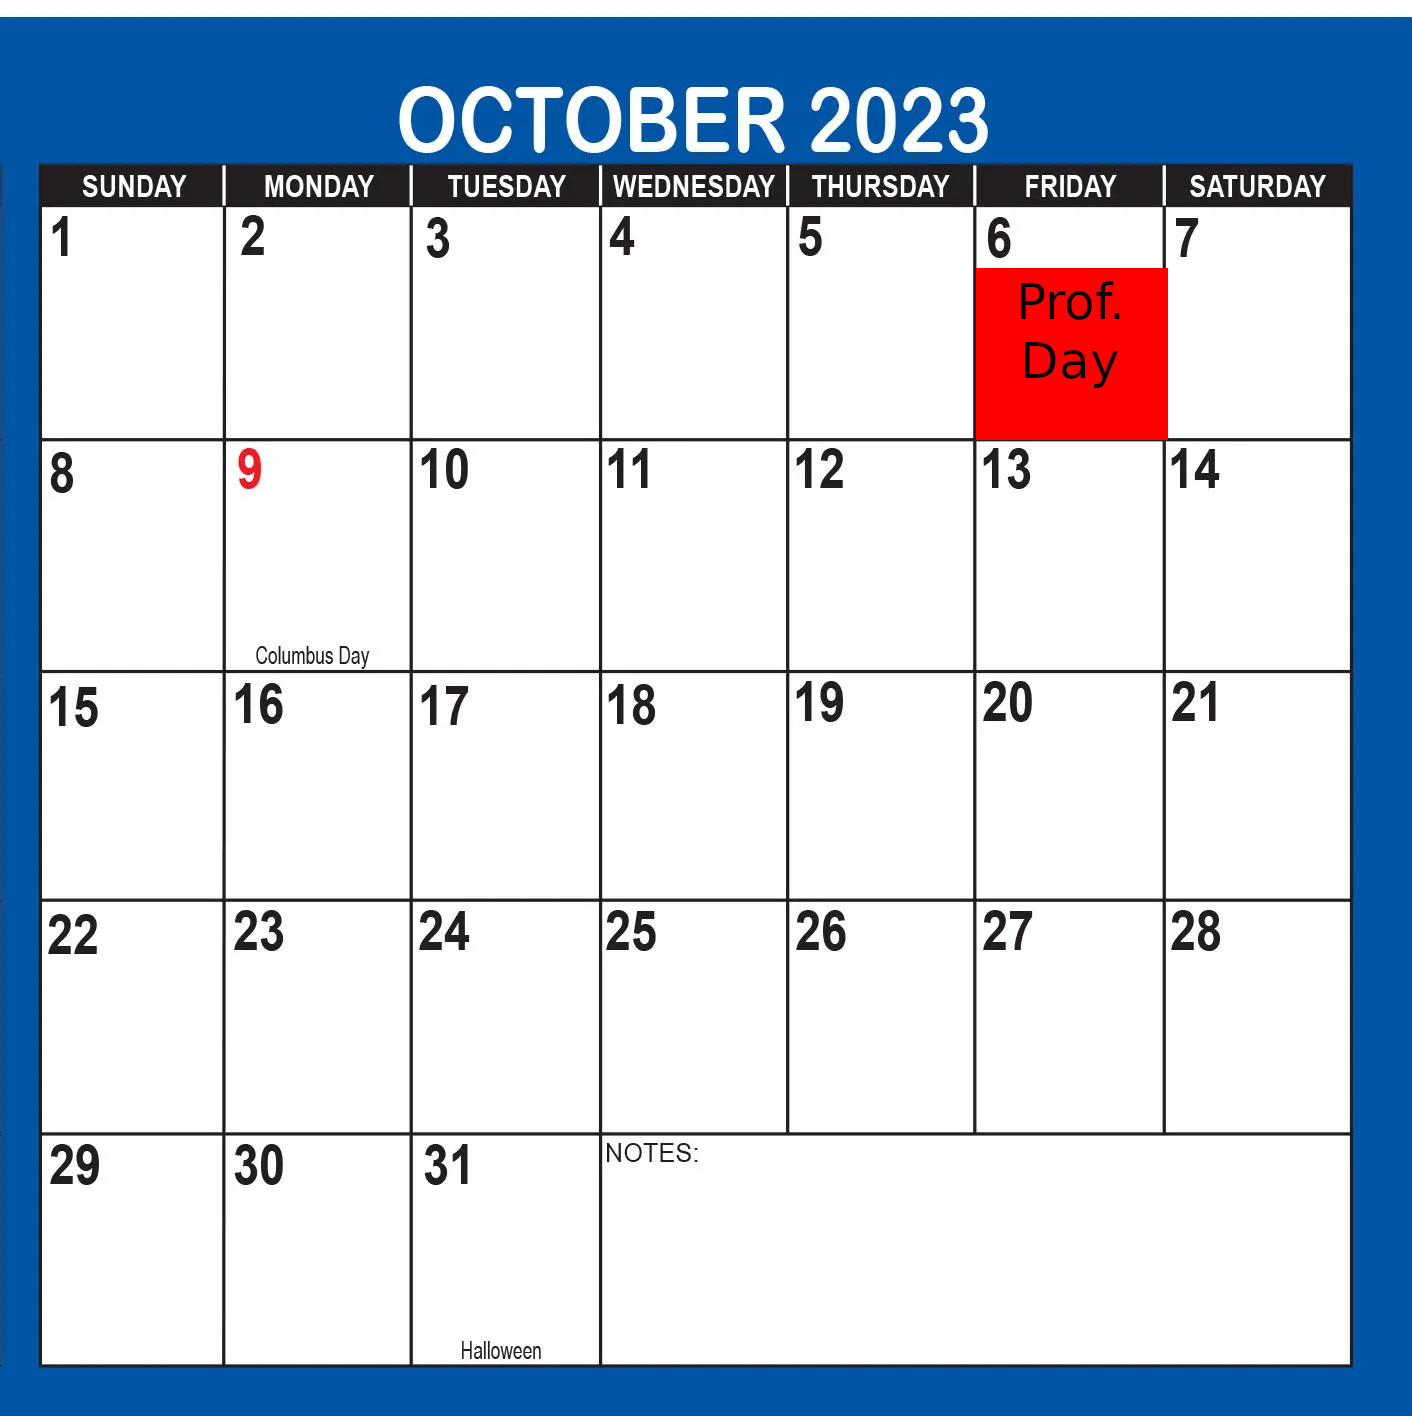 OCTOBER 2023
SUNDAY MONDAY TUESDAY WEDNESDAY THURSDAY FRIDAY SATURDAY
1 2 3 4 5 6 7
Prof.
Day
8 9 10 11 12 13 14
Columbus Day
15 16 17 18 19 20 21
22 23 24 25 26 27 28
29 30 31 NOTES:
Halloween